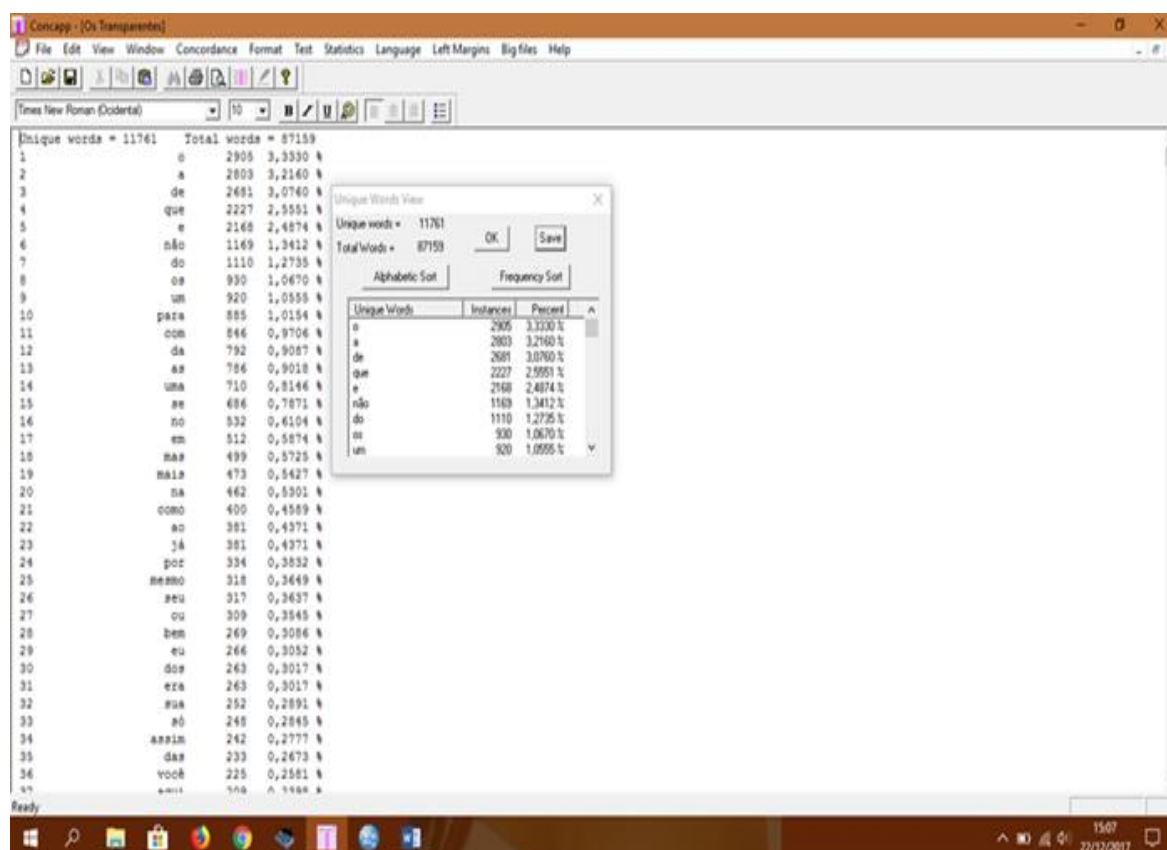 Concapp - [Os Transparentes]
File Edit View Window Concordance Format Text Statistics Language Left Margins Big files Help
Times New Roman (Ocidental) 10 B / U
Unique words = 11761 Total words = 87159
1 o 2905 3,3330 %
2 a 2803 3,2160 %
3 de 2681 3,0760 %
4 que 2227 2,5551 %
5 e 2168 2,4874 %
6 não 1169 1,3412 %
7 do 1110 1,2735 %
8 os 930 1,0670 %
9 um 920 1,0555 %
10 para 885 1,0154 %
11 com 846 0,9706 %
12 da 792 0,9087 %
13 as 786 0,9018 %
14 uma 710 0,8146 %
15 se 686 0,7871 %
16 no 532 0,6104 %
17 em 512 0,5874 %
18 mas 499 0,5725 %
19 mais 473 0,5427 %
20 na 462 0,5301 %
21 como 400 0,4589 %
22 ao 381 0,4371 %
23 já 381 0,4371 %
24 por 334 0,3832 %
25 mesmo 318 0,3649 %
26 seu 317 0,3637 %
27 ou 309 0,3545 %
28 bem 269 0,3086 %
29 eu 266 0,3052 %
30 dos 263 0,3017 %
31 era 263 0,3017 %
32 sua 252 0,2891 %
33 só 248 0,2845 %
34 assim 242 0,2777 %
35 das 233 0,2673 %
36 você 225 0,2581 %
Unique Words View
Unique words = 11761
Total Words = 87159
OK Save
Alphabetic Sort Frequency Sort
Unique Words Instances Percent
o 2905 3,3330 %
a 2803 3,2160 %
de 2681 3,0760 %
que 2227 2,5551 %
e 2168 2,4874 %
não 1169 1,3412 %
do 1110 1,2735 %
os 930 1,0670 %
um 920 1,0555 %
Ready
15:07
22/12/2017